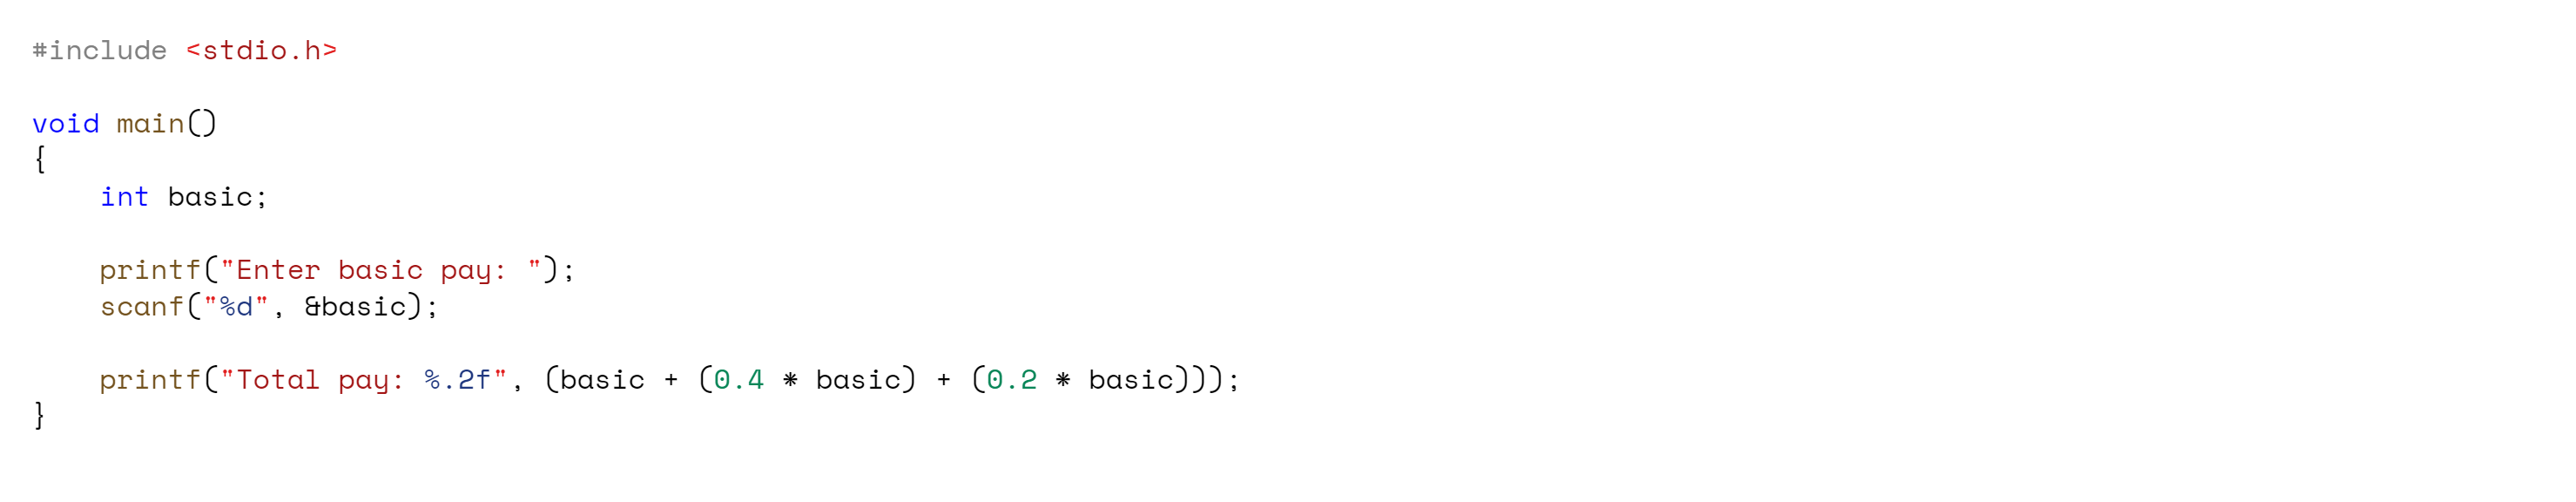 #include <stdio.h>
void main()
{
    int basic;
    printf("Enter basic pay: ");
    scanf("%d", &basic);
    printf("Total pay: %.2f", (basic + (0.4 * basic) + (0.2 * basic)));
}